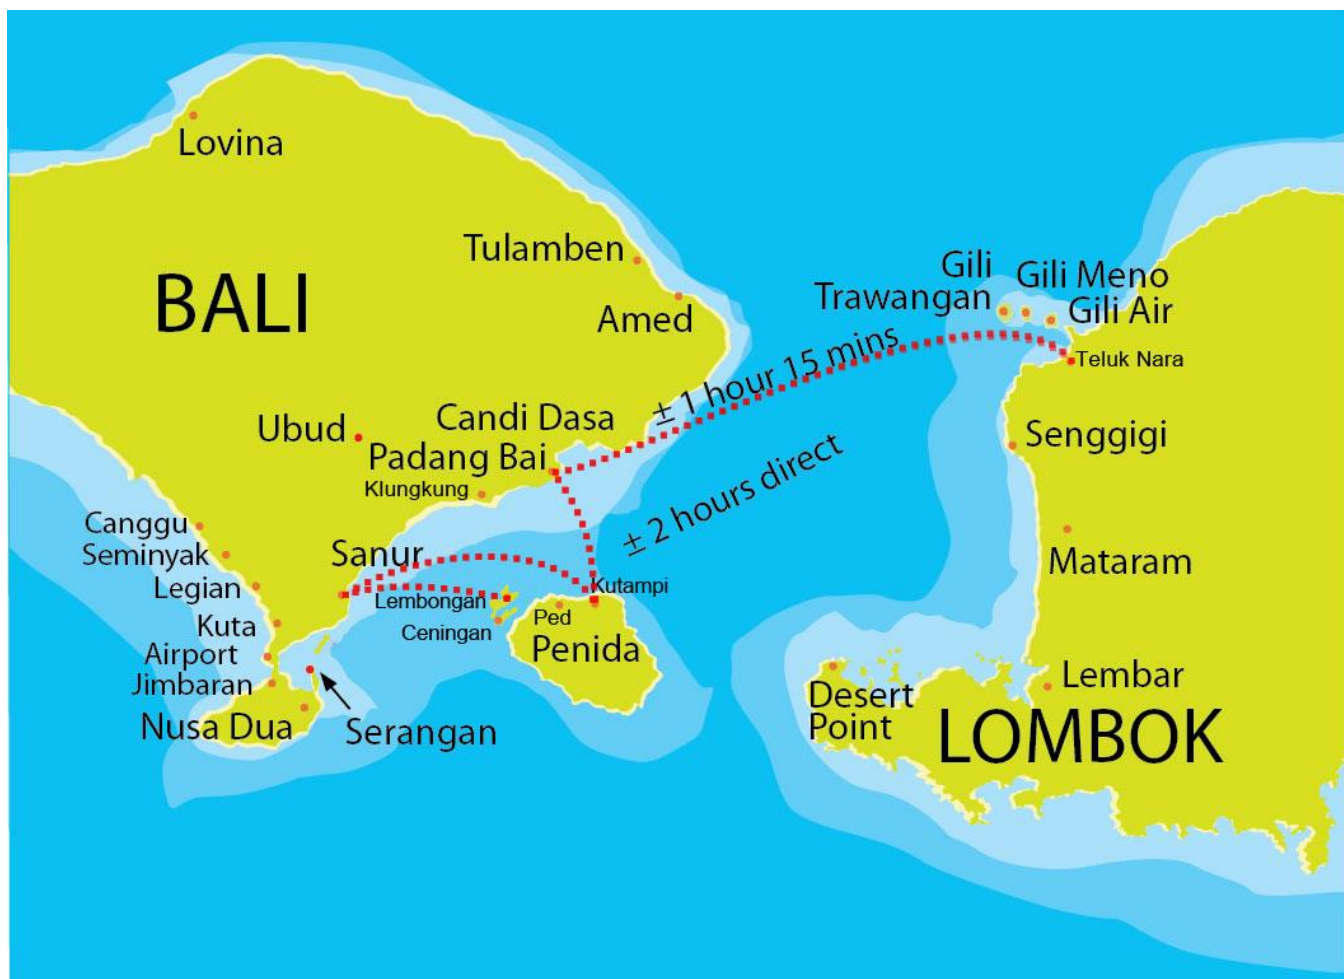 Lovina
BALI
Tulamben
Amed
Gili
Trawangan
Gili Meno
Gili Air
Teluk Nara
± 1 hour 15 mins
Ubud
Candi Dasa
Padang Bai
Klungkung
Senggigi
± 2 hours direct
Canggu
Seminyak
Legian
Kuta
Airport
Jimbaran
Nusa Dua
Sanur
Lembongan
Ceningan
Kutampi
Ped
Penida
Serangan
Mataram
Desert
Point
Lembar
LOMBOK